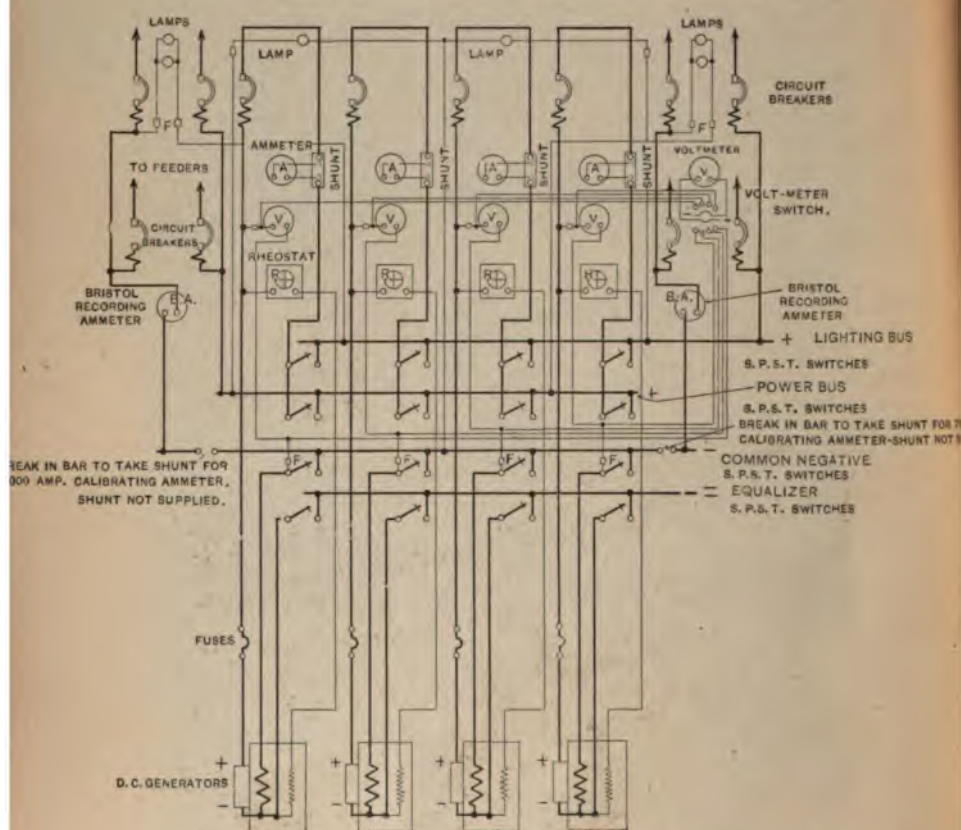 LAMPS
LAMP
LAMP
LAMPS
CIRCUIT
BREAKERS
F
F
AMMETER
SHUNT
SHUNT
SHUNT
SHUNT
VOLTMETER
A
A
A
A
V
TO FEEDERS
VOLT-METER
SWITCH.
V
V
V
V
CIRCUIT
BREAKERS
RHEOSTAT
R
R
R
BRISTOL
RECORDING
AMMETER
B.A.
B.A.
BRISTOL
RECORDING
AMMETER
+ LIGHTING BUS
S.P.S.T. SWITCHES
+
POWER BUS
S.P.S.T. SWITCHES
BREAK IN BAR TO TAKE SHUNT FOR
CALIBRATING AMMETER-SHUNT NOT
-
COMMON NEGATIVE
S.P.S.T. SWITCHES
EQUALIZER
S.P.S.T. SWITCHES
F
F
F
F
BAR TO TAKE SHUNT FOR
AMP. CALIBRATING AMMETER.
SHUNT NOT SUPPLIED.
FUSES
+
+
+
+
D.C. GENERATORS
-
-
-
-